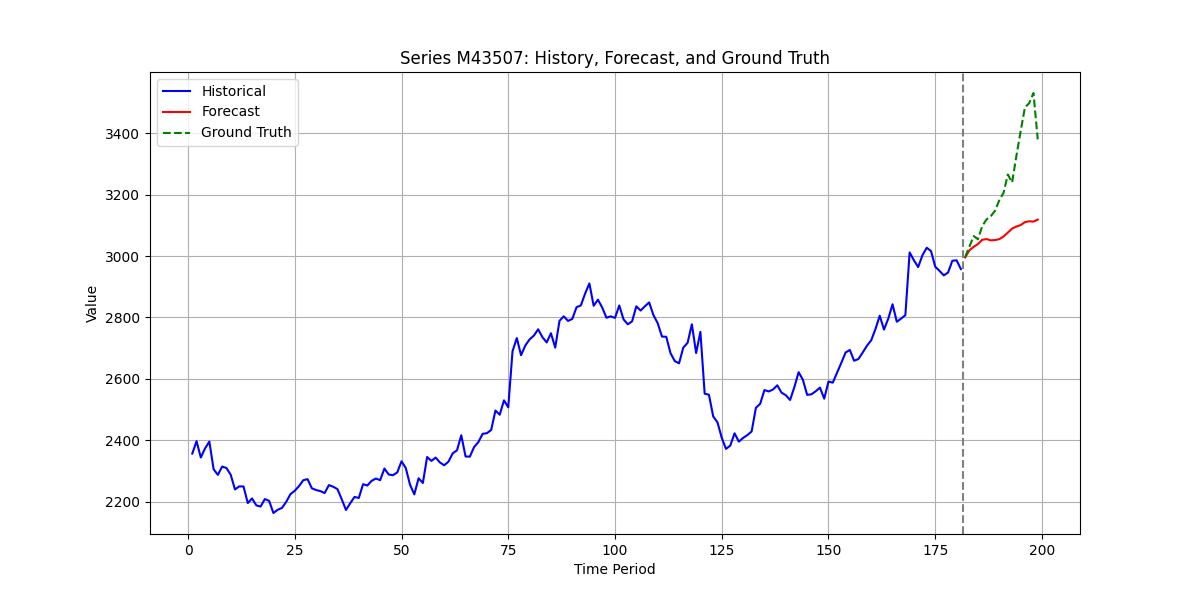 Series M43507: History, Forecast, and Ground Truth
Historical
Forecast
Ground Truth
Value
3400
3200
3000
2800
2600
2400
2200
0 25 50 75 100 125 150 175 200
Time Period